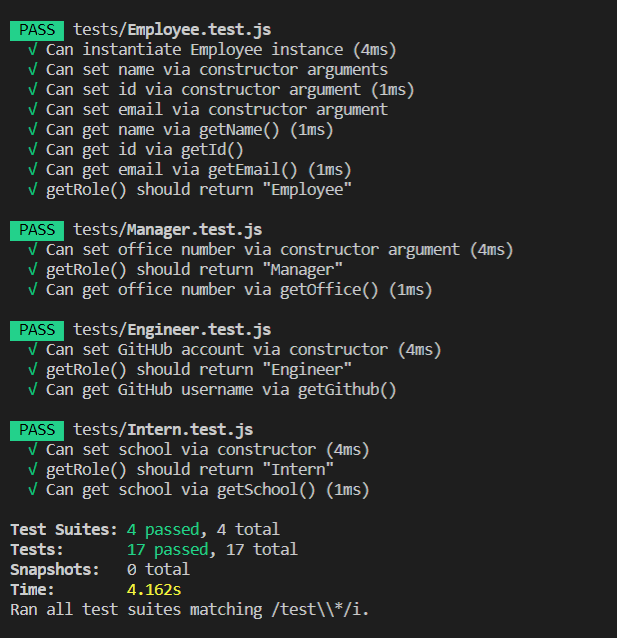 PASS tests/Employee.test.js
√ Can instantiate Employee instance (4ms)
√ Can set name via constructor arguments
√ Can set id via constructor argument (1ms)
√ Can set email via constructor argument
√ Can get name via getName() (1ms)
√ Can get id via getId()
√ Can get email via getEmail() (1ms)
√ getRole() should return "Employee"
PASS tests/Manager.test.js
√ Can set office number via constructor argument (4ms)
√ getRole() should return "Manager"
√ Can get office number via getOffice() (1ms)
PASS tests/Engineer.test.js
√ Can set GitHUb account via constructor (4ms)
√ getRole() should return "Engineer"
√ Can get GitHub username via getGithub()
PASS tests/Intern.test.js
√ Can set school via constructor (4ms)
√ getRole() should return "Intern"
√ Can get school via getSchool() (1ms)
Test Suites: 4 passed, 4 total
Tests: 17 passed, 17 total
Snapshots: 0 total
Time: 4.162s
Ran all test suites matching /test\\*/i.